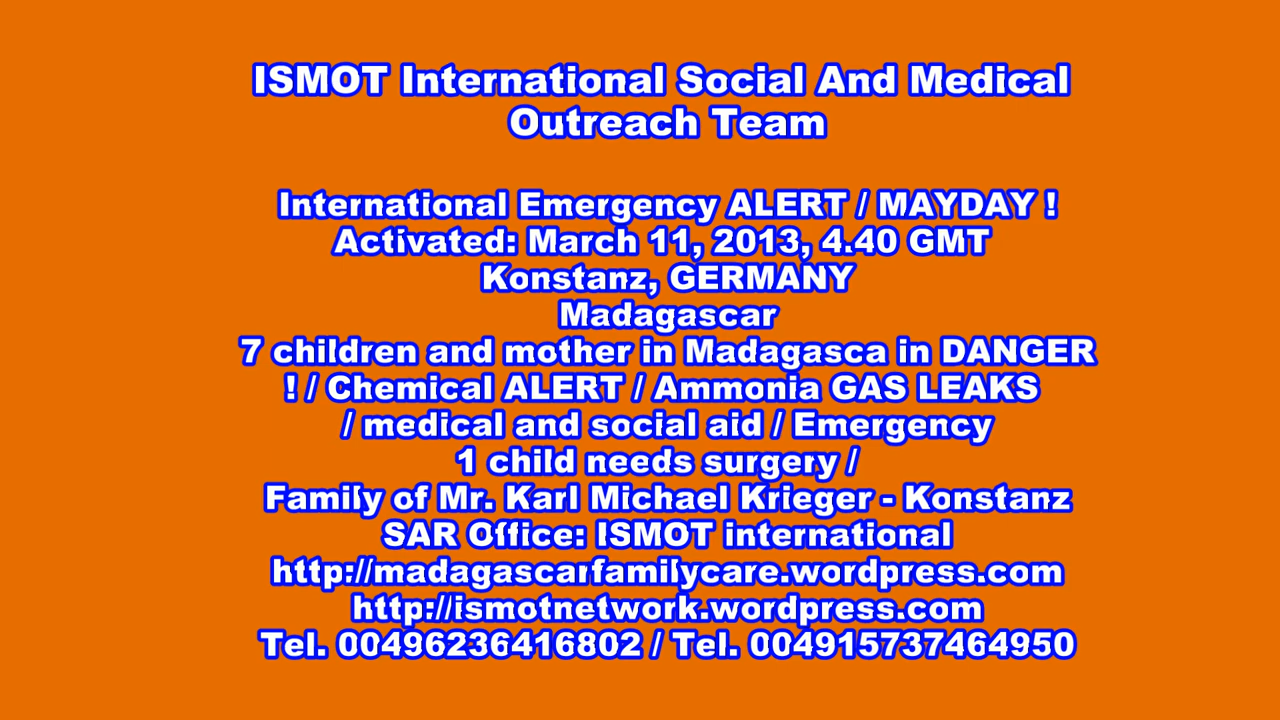 ISMOT International Social And Medical
Outreach Team
International Emergency ALERT / MAYDAY !
Activated: March 11, 2013, 4.40 GMT
Konstanz, GERMANY
Madagascar
7 children and mother in Madagasca in DANGER
! / Chemical ALERT / Ammonia GAS LEAKS
/ medical and social aid / Emergency
1 child needs surgery /
Family of Mr. Karl Michael Krieger - Konstanz
SAR Office: ISMOT international
http://madagascarfamilycare.wordpress.com
http://ismotnetwork.wordpress.com
Tel. 00496236416802 / Tel. 004915737464950